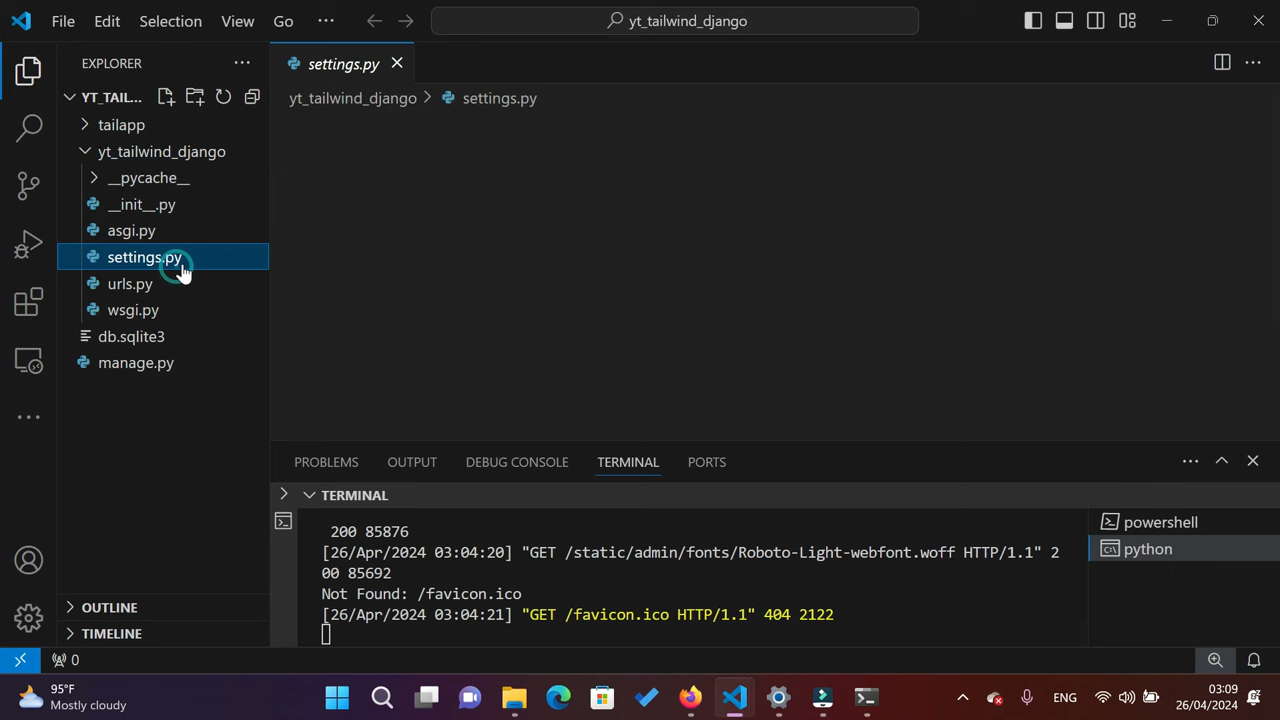 File Edit Selection View Go ··· yt_tailwind_django
EXPLORER ···
settings.py
YT_TAIL...
yt_tailwind_django > settings.py
tailapp
yt_tailwind_django
__pycache__
__init__.py
asgi.py
settings.py
urls.py
wsgi.py
db.sqlite3
manage.py
OUTLINE
TIMELINE
PROBLEMS OUTPUT DEBUG CONSOLE TERMINAL PORTS
TERMINAL
200 85876
[26/Apr/2024 03:04:20] "GET /static/admin/fonts/Roboto-Light-webfont.woff HTTP/1.1" 2
00 85692
Not Found: /favicon.ico
[26/Apr/2024 03:04:21] "GET /favicon.ico HTTP/1.1" 404 2122
powershell
python
0
95°F
Mostly cloudy
ENG
03:09
26/04/2024